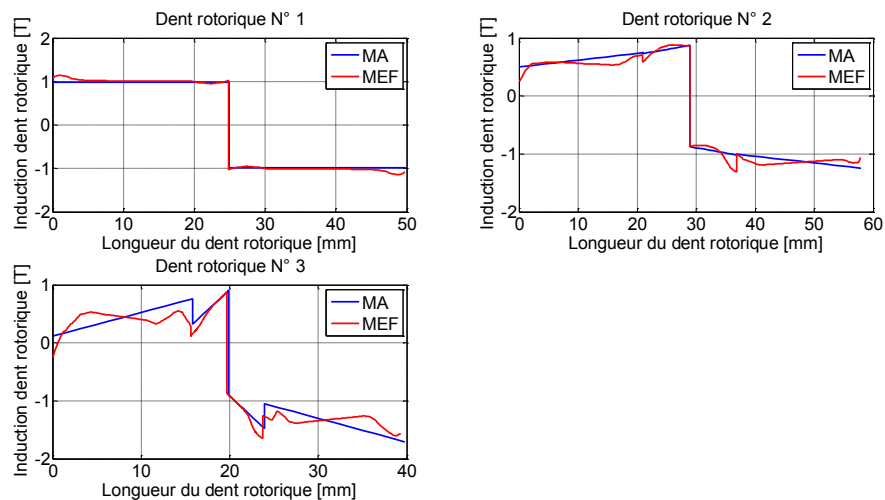 Dent rotorique N° 1
Induction dent rotorique [T]
2
1
0
-1
-2
0 10 20 30 40 50
Longueur du dent rotorique [mm]
MA
MEF
Dent rotorique N° 2
Induction dent rotorique [T]
1
0
-1
-2
0 10 20 30 40 50 60
Longueur du dent rotorique [mm]
MA
MEF
Dent rotorique N° 3
Induction dent rotorique [T]
1
0
-1
-2
0 10 20 30 40
Longueur du dent rotorique [mm]
MA
MEF